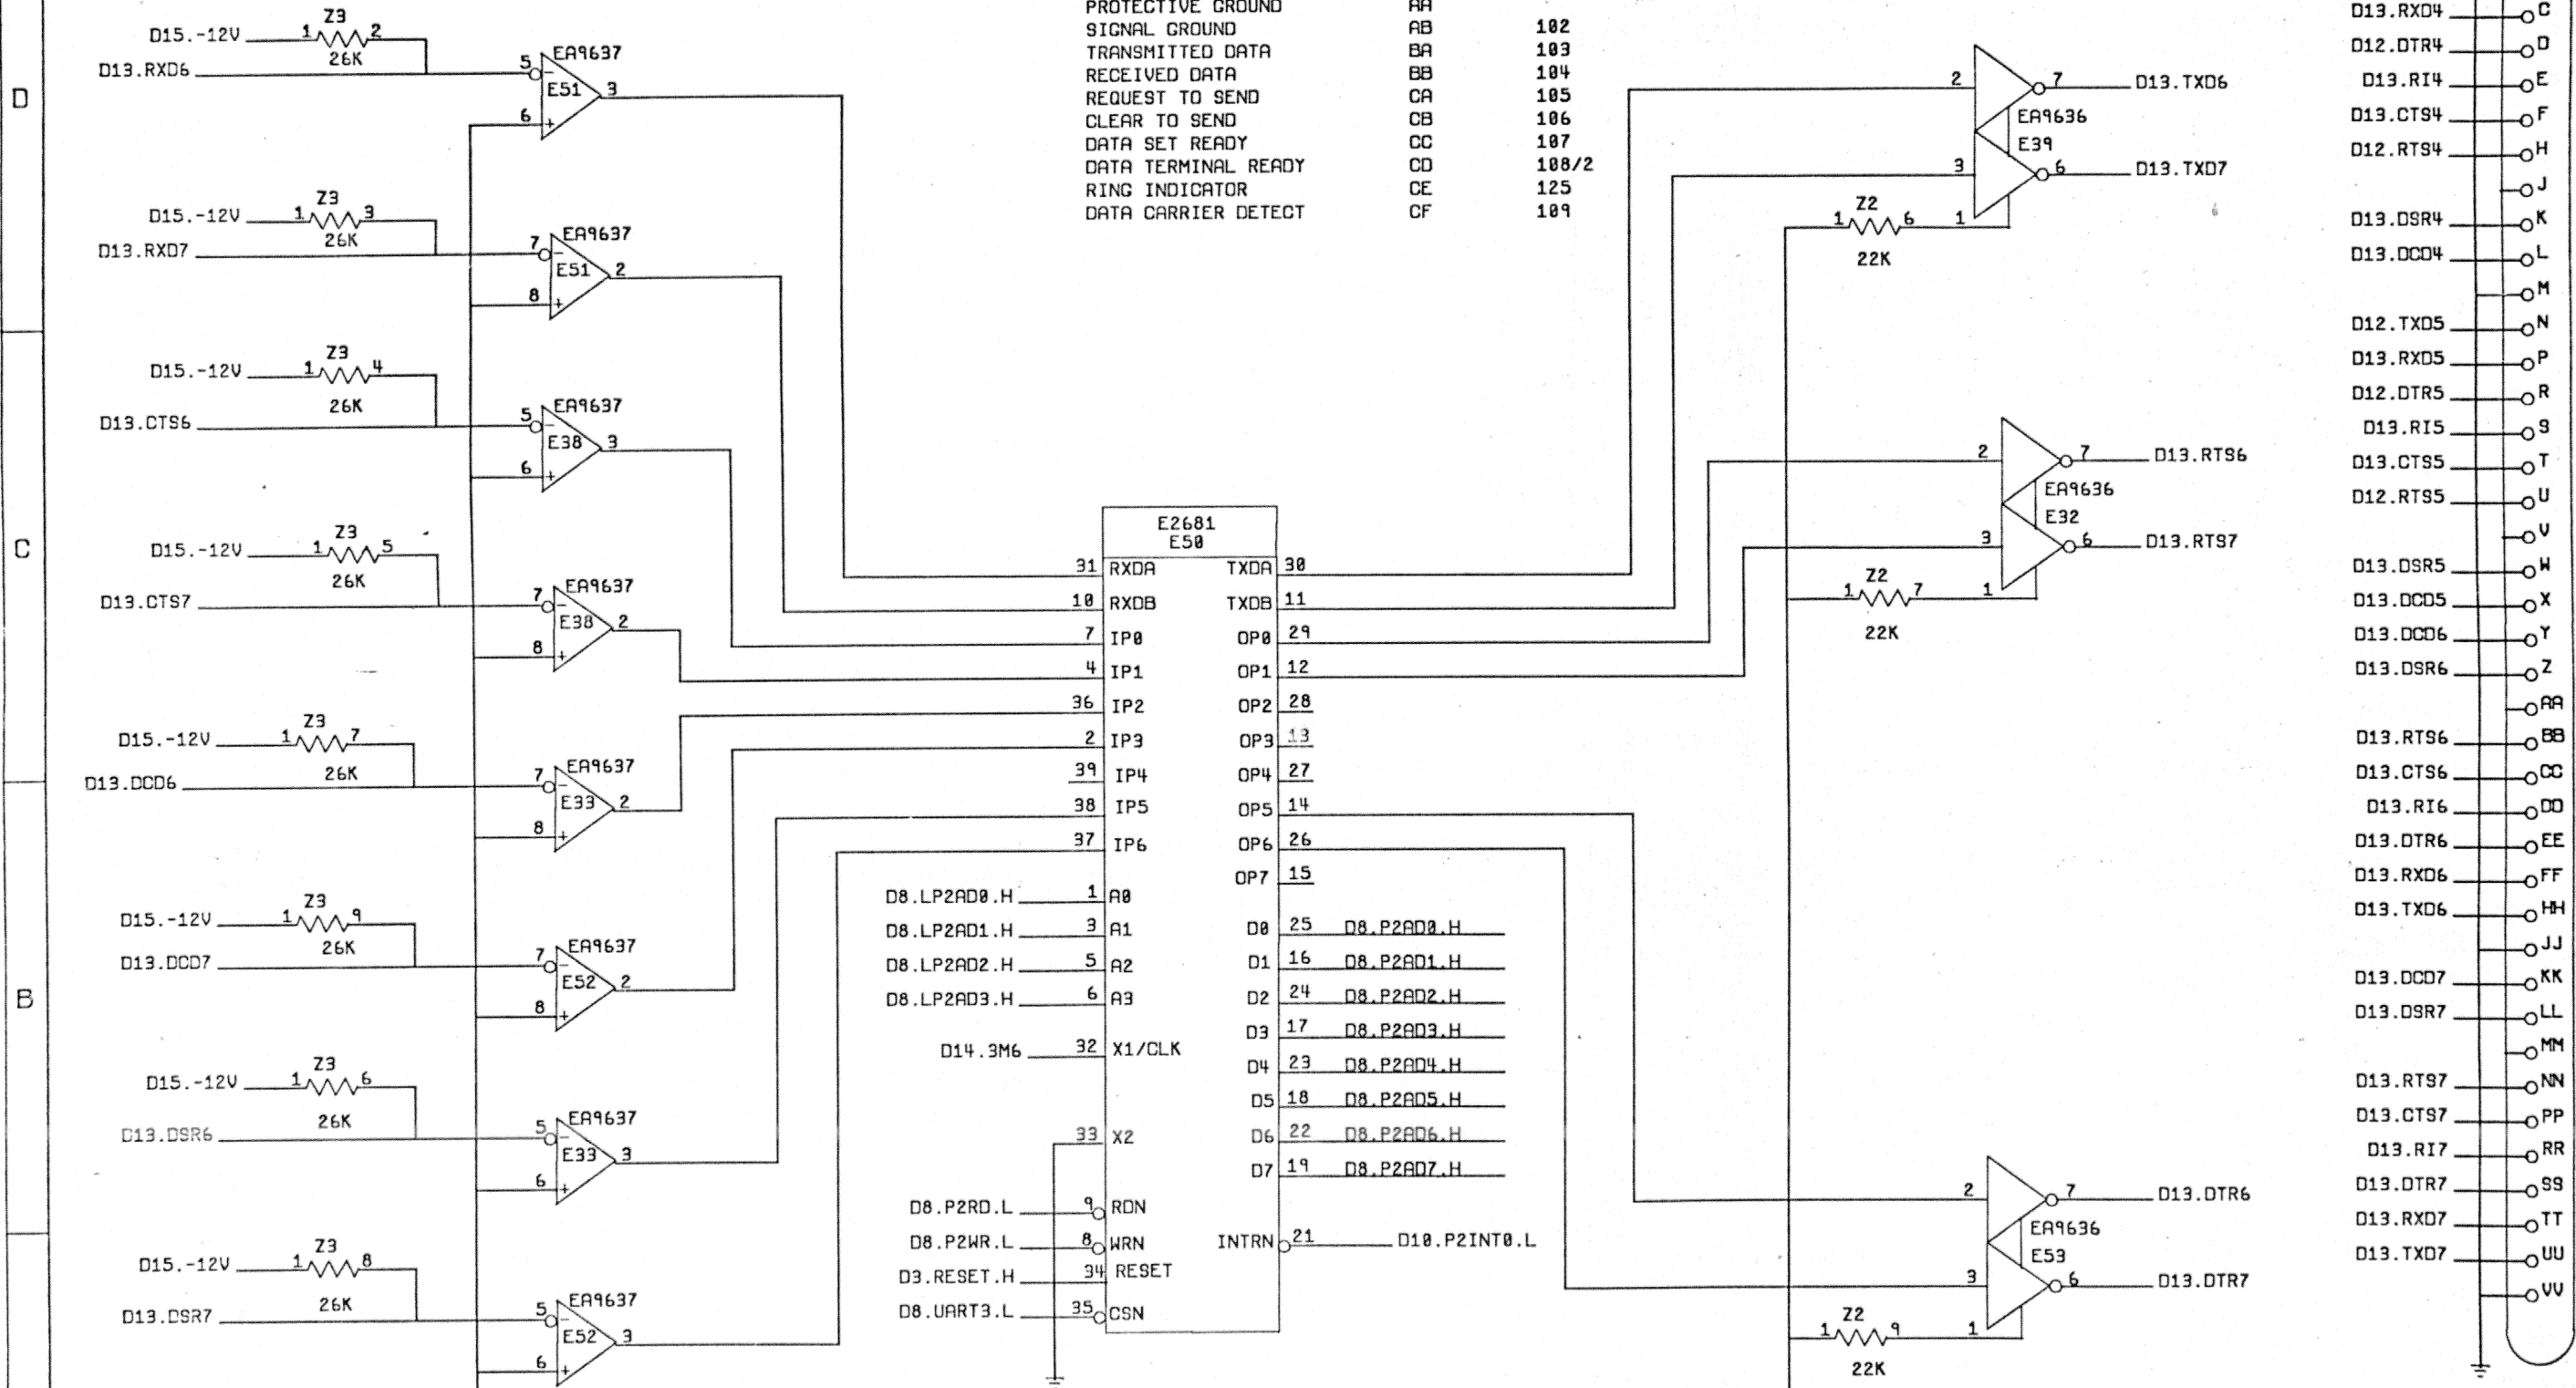 D
C
B
Z3
D15.-12V 1 2
26K
D13.RXD6 5 - EA9637
E51 3
6 +
Z3
D15.-12V 1 3
26K
D13.RXD7 7 - EA9637
E51 2
8 +
Z3
D15.-12V 1 4
26K
D13.CTS6 5 - EA9637
E38 3
6 +
Z3
D15.-12V 1 5
26K
D13.CTS7 7 - EA9637
E38 2
8 +
Z3
D15.-12V 1 7
26K
D13.DCD6 7 - EA9637
E33 2
8 +
Z3
D15.-12V 1 9
26K
D13.DCD7 7 - EA9637
E52 2
8 +
Z3
D15.-12V 1 6
26K
D13.DSR6 5 - EA9637
E33 3
6 +
Z3
D15.-12V 1 8
26K
D13.DSR7 5 - EA9637
E52 3
6 +
PROTECTIVE GROUND AA
SIGNAL GROUND AB 102
TRANSMITTED DATA BA 103
RECEIVED DATA BB 104
REQUEST TO SEND CA 105
CLEAR TO SEND CB 106
DATA SET READY CC 107
DATA TERMINAL READY CD 108/2
RING INDICATOR CE 125
DATA CARRIER DETECT CF 109
E2681
E50
31 RXDA TXDA 30
10 RXDB TXDB 11
7 IP0 OP0 29
4 IP1 OP1 12
36 IP2 OP2 28
2 IP3 OP3 13
39 IP4 OP4 27
38 IP5 OP5 14
37 IP6 OP6 26
OP7 15
D8.LP2AD0.H 1 A0
D8.LP2AD1.H 3 A1
D8.LP2AD2.H 5 A2
D8.LP2AD3.H 6 A3
D14.3M6 32 X1/CLK
33 X2
D8.P2RD.L 9 RDN
D8.P2WR.L 8 WRN
D3.RESET.H 34 RESET
D8.UART3.L 35 CSN
D0 25 D8.P2AD0.H
D1 16 D8.P2AD1.H
D2 24 D8.P2AD2.H
D3 17 D8.P2AD3.H
D4 23 D8.P2AD4.H
D5 18 D8.P2AD5.H
D6 22 D8.P2AD6.H
D7 19 D8.P2AD7.H
INTRN 21 D10.P2INT0.L
2 7 D13.TXD6
EA9636
E39
3 6 D13.TXD7
Z2
1 6 1
22K
2 7 D13.RTS6
EA9636
E32
3 6 D13.RTS7
Z2
1 7 1
22K
2 7 D13.DTR6
EA9636
E53
3 6 D13.DTR7
Z2
1 9 1
22K
D13.RXD4 C
D12.DTR4 D
D13.RI4 E
D13.CTS4 F
D12.RTS4 H
J
D13.DSR4 K
D13.DCD4 L
M
D12.TXD5 N
D13.RXD5 P
D12.DTR5 R
D13.RI5 S
D13.CTS5 T
D12.RTS5 U
V
D13.DSR5 W
D13.DCD5 X
D13.DCD6 Y
D13.DSR6 Z
AA
D13.RTS6 BB
D13.CTS6 CC
D13.RI6 DD
D13.DTR6 EE
D13.RXD6 FF
D13.TXD6 HH
JJ
D13.DCD7 KK
D13.DSR7 LL
MM
D13.RTS7 NN
D13.CTS7 PP
D13.RI7 RR
D13.DTR7 SS
D13.RXD7 TT
D13.TXD7 UU
VV